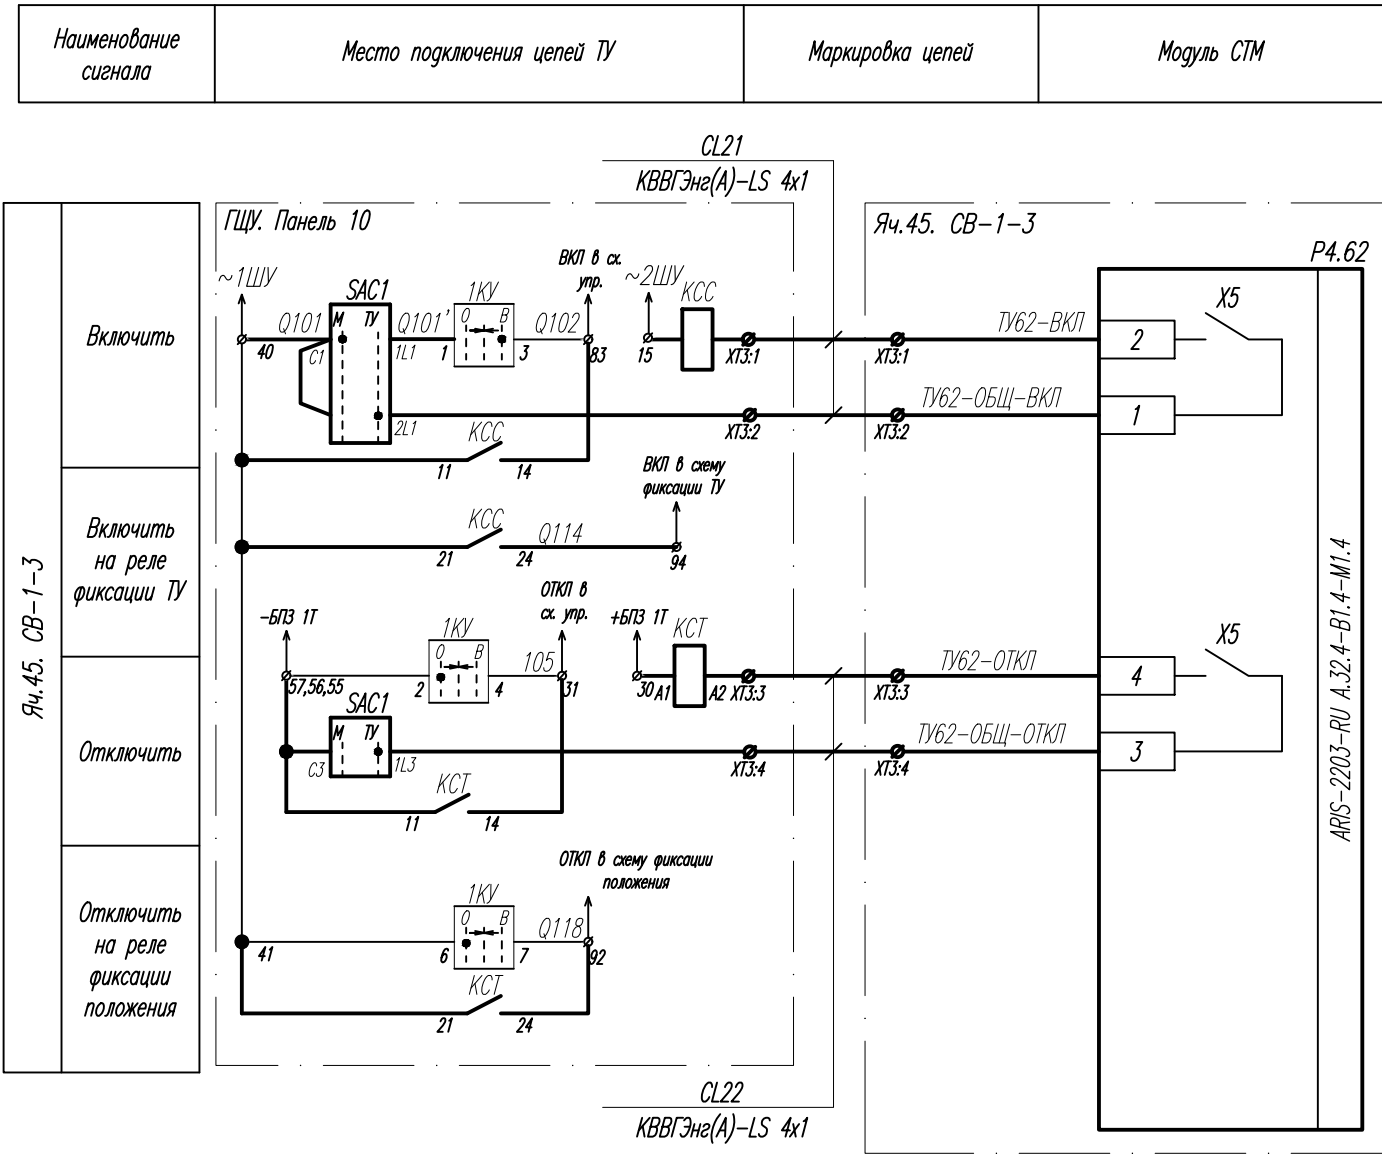 Наименование
сигнала
Место подключения цепей ТУ
Маркировка цепей
Модуль СТМ
CL21
КВВГЭнг(А)-LS 4х1
Яч.45. СВ-1-3
Включить
Включить
на реле
фиксации ТУ
Отключить
Отключить
на реле
фиксации
положения
ГЩУ. Панель 10
~1ШУ
SAC1
1КУ
ВКЛ в сх.
упр.
~2ШУ
КСС
Q101
М ТУ
Q101'
О В
Q102
40
С1
1L1
1
3
83
15
ХТ3:1
2L1
ХТ3:2
КСС
11
14
ВКЛ в схему
фиксации ТУ
КСС
Q114
21
24
94
-БПЗ 1Т
1КУ
ОТКЛ в
сх. упр.
+БПЗ 1Т
КСТ
О В
105
57,56,55
2
4
31
30
А1
А2
ХТ3:3
SAC1
М ТУ
С3
1L3
ХТ3:4
КСТ
11
14
ОТКЛ в схему фиксации
положения
1КУ
О В
Q118
41
6
7
92
КСТ
21
24
CL22
КВВГЭнг(А)-LS 4х1
Яч.45. СВ-1-3
Р4.62
ТУ62-ВКЛ
2
Х5
ХТ3:1
ТУ62-ОБЩ-ВКЛ
1
ХТ3:2
ТУ62-ОТКЛ
4
Х5
ХТ3:3
ТУ62-ОБЩ-ОТКЛ
3
ХТ3:4
ARIS-2203-RU A.32.4-B1.4-M1.4